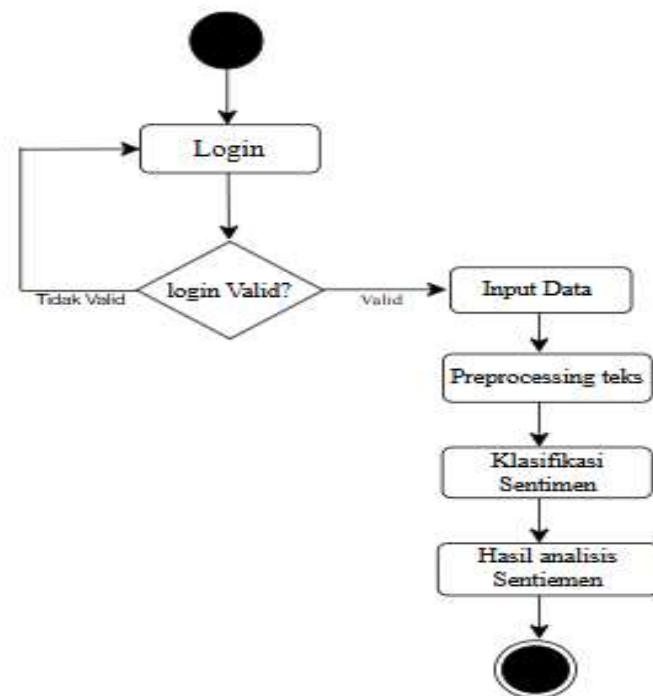 Login
login Valid?
Tidak Valid
Valid
Input Data
Preprocessing teks
Klasifikasi
Sentimen
Hasil analisis
Sentiemen